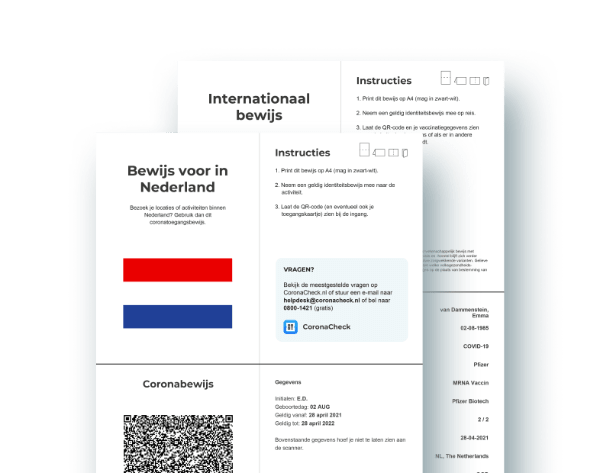 Internationaal
bewijs
Instructies
1. Print dit bewijs op A4 (mag in zwart-wit).
2. Neem een geldig identiteitsbewijs mee op reis.
3. Laat de QR-code en je vaccinatiegegevens zien
als er in andere
Bewijs voor in
Nederland
Bezoek je locaties of activiteiten binnen
Nederland? Gebruik dan dit
coronatoegangsbewijs.
Instructies
1. Print dit bewijs op A4 (mag in zwart-wit).
2. Neem een geldig identiteitsbewijs mee naar de
activiteit.
3. Laat de QR-code (en eventueel ook je
toegangskaartje) zien bij de ingang.
VRAGEN?
Bekijk de meestgestelde vragen op
CoronaCheck.nl of stuur een e-mail naar
helpdesk@coronacheck.nl of bel naar
0800-1421 (gratis)
CoronaCheck
Coronabewijs
Gegevens
Initialen: E.D.
Geboortedag: 02 AUG
Geldig vanaf: 28 april 2021
Geldig tot: 28 april 2022
Bovenstaande gegevens hoef je niet te laten zien aan
de scanner.
van Dammenstein,
Emma
02-08-1985
COVID-19
Pfizer
MRNA Vaccin
Pfizer Biotech
2 / 2
28-04-2021
NL, The Netherlands